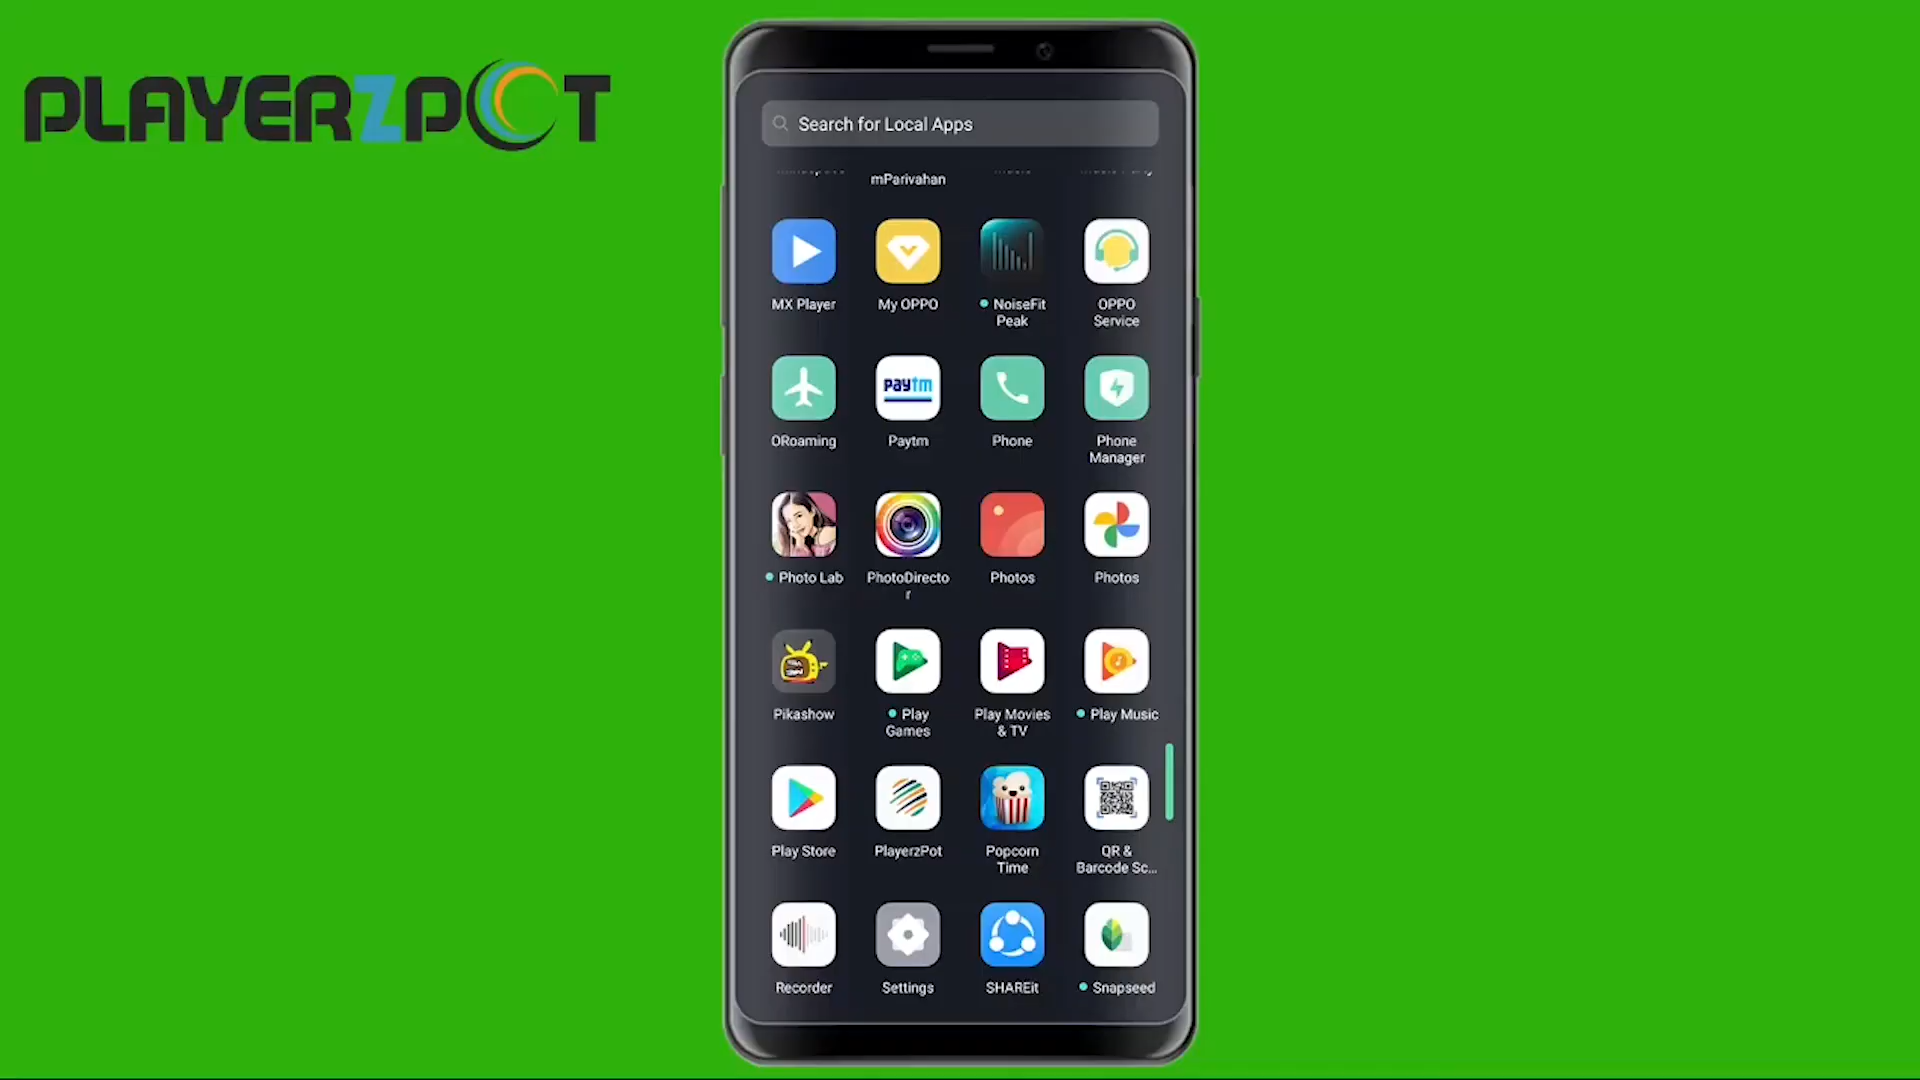 PLAYERZPOT
Search for Local Apps
mParivahan
MX Player
My OPPO
NoiseFit
Peak
OPPO
Service
ORoaming
paytm
Paytm
Phone
Phone
Manager
Photo Lab
PhotoDirecto
r
Photos
Photos
Pikashow
Play
Games
Play Movies
& TV
Play Music
Play Store
PlayerzPot
Popcorn
Time
QR &
Barcode Sc...
Recorder
Settings
SHAREit
Snapseed